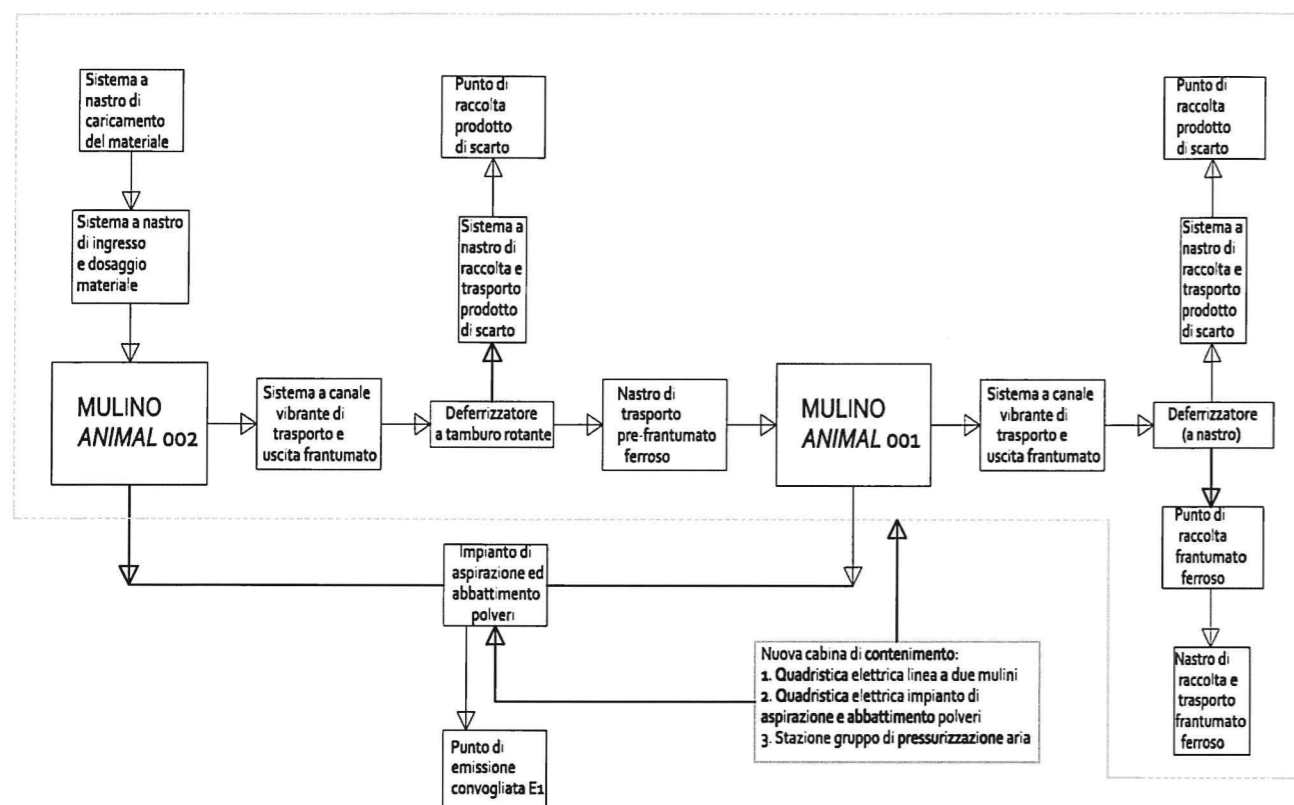 Sistema a
nastro di
caricamento
del materiale
Punto di
raccolta
prodotto
di scarto
Punto di
raccolta
prodotto
di scarto
Sistema a nastro
di ingresso
e dosaggio
materiale
Sistema a
nastro di
raccolta e
trasporto
prodotto
di scarto
Sistema a
nastro di
raccolta e
trasporto
prodotto
di scarto
MULINO
ANIMAL 002
Sistema a canale
vibrante di
trasporto e
uscita frantumato
Deferrizzatore
a tamburo rotante
Nastro di
trasporto
pre-frantumato
ferroso
MULINO
ANIMAL 001
Sistema a canale
vibrante di
trasporto e
uscita frantumato
Deferrizzatore
(a nastro)
Punto di
raccolta
frantumato
ferroso
Impianto di
aspirazione ed
abbattimento
polveri
Nuova cabina di contenimento:
1. Quadristica elettrica linea a due mulini
2. Quadristica elettrica impianto di
aspirazione e abbattimento polveri
3. Stazione gruppo di pressurizzazione aria
Nastro di
raccolta e
trasporto
frantumato
ferroso
Punto di
emissione
convogliata E1